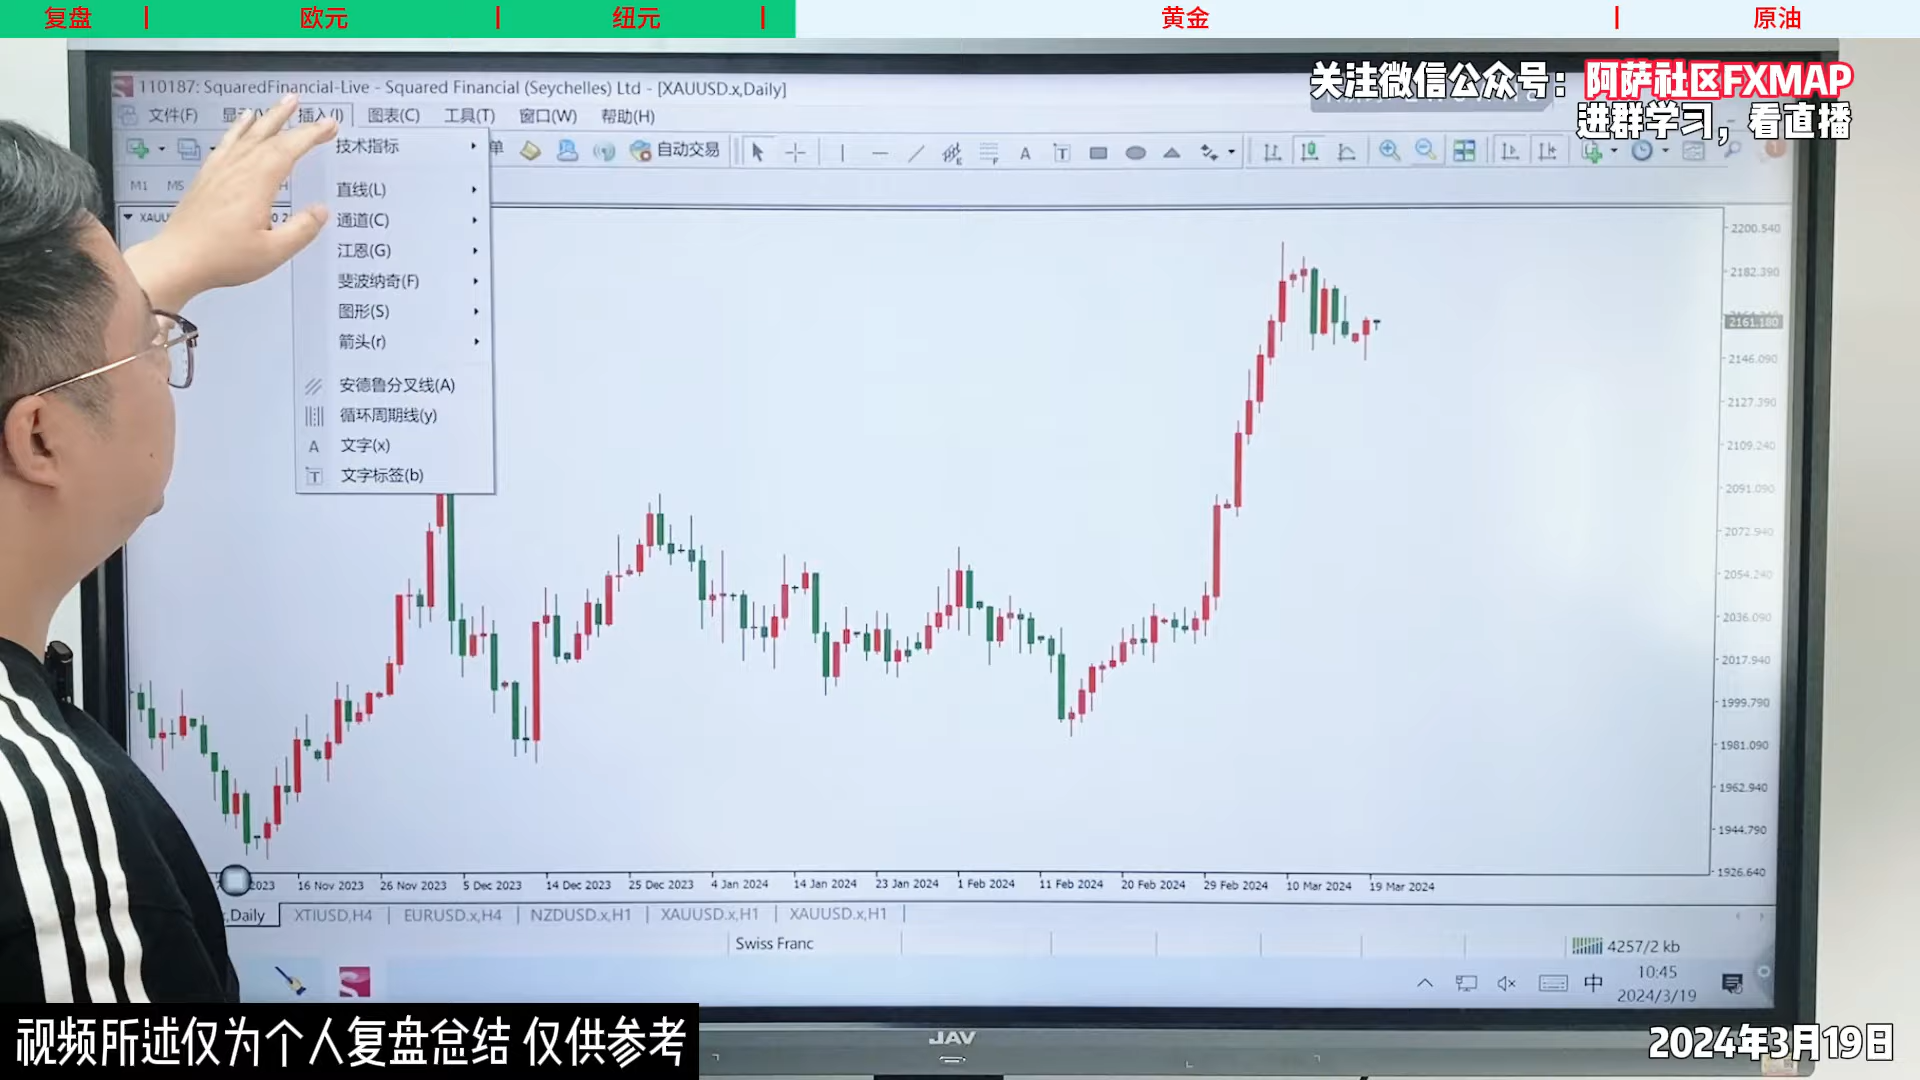 复盘 | 欧元 | 纽元 | 黄金 | 原油
关注微信公众号：阿萨社区FXMAP
进群学习，看直播
110187: SquaredFinancial-Live - Squared Financial (Seychelles) Ltd - [XAUUSD.x,Daily]
文件(F) 插入(I) 图表(C) 工具(T) 窗口(W) 帮助(H)
单 自动交易
M1 M5
技术指标
直线(L)
通道(C)
江恩(G)
斐波纳奇(F)
图形(S)
箭头(r)
安德鲁分叉线(A)
循环周期线(y)
A 文字(x)
T 文字标签(b)
2200.540
2182.390
2161.180
2146.090
2127.390
2109.240
2091.090
2072.940
2054.240
2036.090
2017.940
1999.790
1981.090
1962.940
1944.790
1926.640
2023 16 Nov 2023 26 Nov 2023 5 Dec 2023 14 Dec 2023 25 Dec 2023 4 Jan 2024 14 Jan 2024 23 Jan 2024 1 Feb 2024 11 Feb 2024 20 Feb 2024 29 Feb 2024 10 Mar 2024 19 Mar 2024
,Daily XTIUSD,H4 EURUSD.x,H4 NZDUSD.x,H1 XAUUSD.x,H1 XAUUSD.x,H1
Swiss Franc 4257/2 kb
中 10:45
2024/3/19
JAV
视频所述仅为个人复盘总结 仅供参考
2024年3月19日